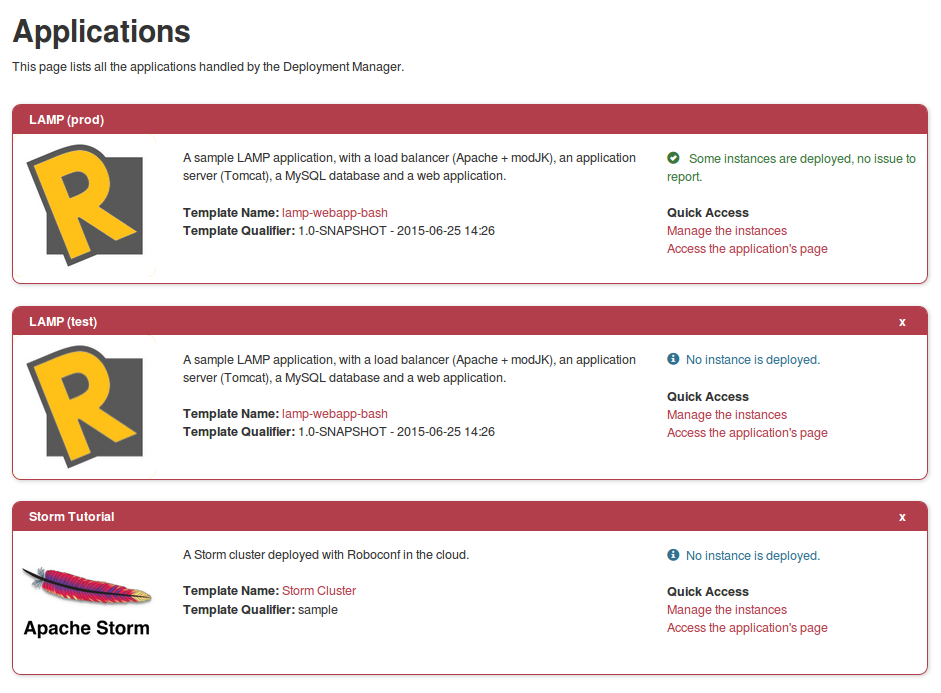 Applications
This page lists all the applications handled by the Deployment Manager.
LAMP (prod)
R
A sample LAMP application, with a load balancer (Apache + modJK), an application
server (Tomcat), a MySQL database and a web application.
Template Name: lamp-webapp-bash
Template Qualifier: 1.0-SNAPSHOT - 2015-06-25 14:26
Some instances are deployed, no issue to
report.
Quick Access
Manage the instances
Access the application's page
LAMP (test) x
R
A sample LAMP application, with a load balancer (Apache + modJK), an application
server (Tomcat), a MySQL database and a web application.
Template Name: lamp-webapp-bash
Template Qualifier: 1.0-SNAPSHOT - 2015-06-25 14:26
No instance is deployed.
Quick Access
Manage the instances
Access the application's page
Storm Tutorial x
Apache Storm
A Storm cluster deployed with Roboconf in the cloud.
Template Name: Storm Cluster
Template Qualifier: sample
No instance is deployed.
Quick Access
Manage the instances
Access the application's page